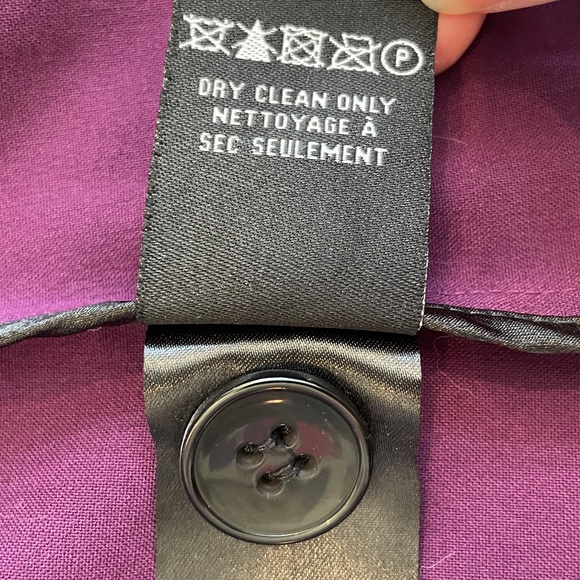 P
DRY CLEAN ONLY
NETTOYAGE À
SEC SEULEMENT